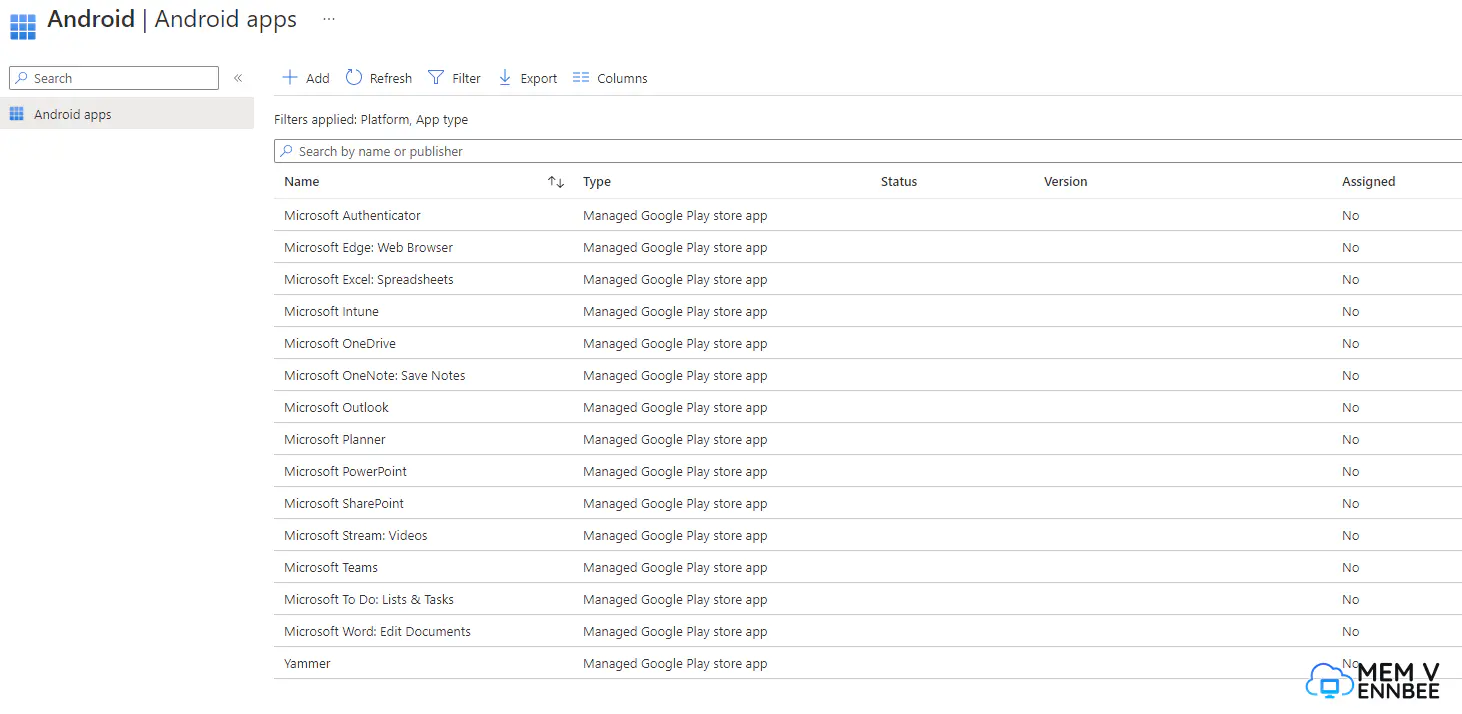 Android | Android apps ...
Search «
Android apps
Add Refresh Filter Export Columns
Filters applied: Platform, App type
Search by name or publisher
Name ↑↓ Type Status Version Assigned
Microsoft Authenticator Managed Google Play store app No
Microsoft Edge: Web Browser Managed Google Play store app No
Microsoft Excel: Spreadsheets Managed Google Play store app No
Microsoft Intune Managed Google Play store app No
Microsoft OneDrive Managed Google Play store app No
Microsoft OneNote: Save Notes Managed Google Play store app No
Microsoft Outlook Managed Google Play store app No
Microsoft Planner Managed Google Play store app No
Microsoft PowerPoint Managed Google Play store app No
Microsoft SharePoint Managed Google Play store app No
Microsoft Stream: Videos Managed Google Play store app No
Microsoft Teams Managed Google Play store app No
Microsoft To Do: Lists & Tasks Managed Google Play store app No
Microsoft Word: Edit Documents Managed Google Play store app No
Yammer Managed Google Play store app No
MEM V
ENNBEE